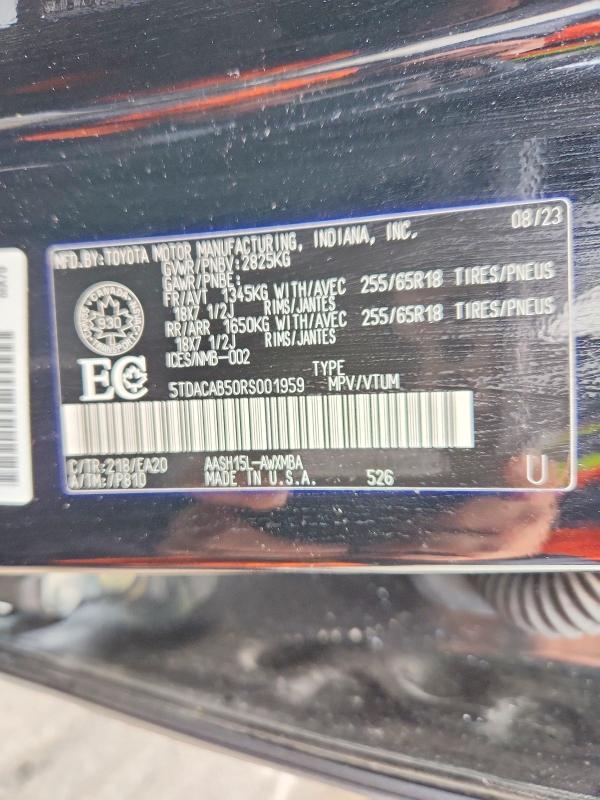 MFD.BY:TOYOTA MOTOR MANUFACTURING, INDIANA, INC. 08/23
GVWR/PNBV:2825KG
GAWR/PNBE:
FR/AVT 1345KG WITH/AVEC 255/65R18 TIRES/PNEUS
18X7 1/2J RIMS/JANTES
RR/ARR 1650KG WITH/AVEC 255/65R18 TIRES/PNEUS
18X7 1/2J RIMS/JANTES
ICES/NMB-002
CANADA
930
EC
TYPE
5TDACAB50RS001959 MPV/VTUM
C/TR:218/EA20 AASH15L-AWXMBA
A/TM:/P810 MADE IN U.S.A. 526 U